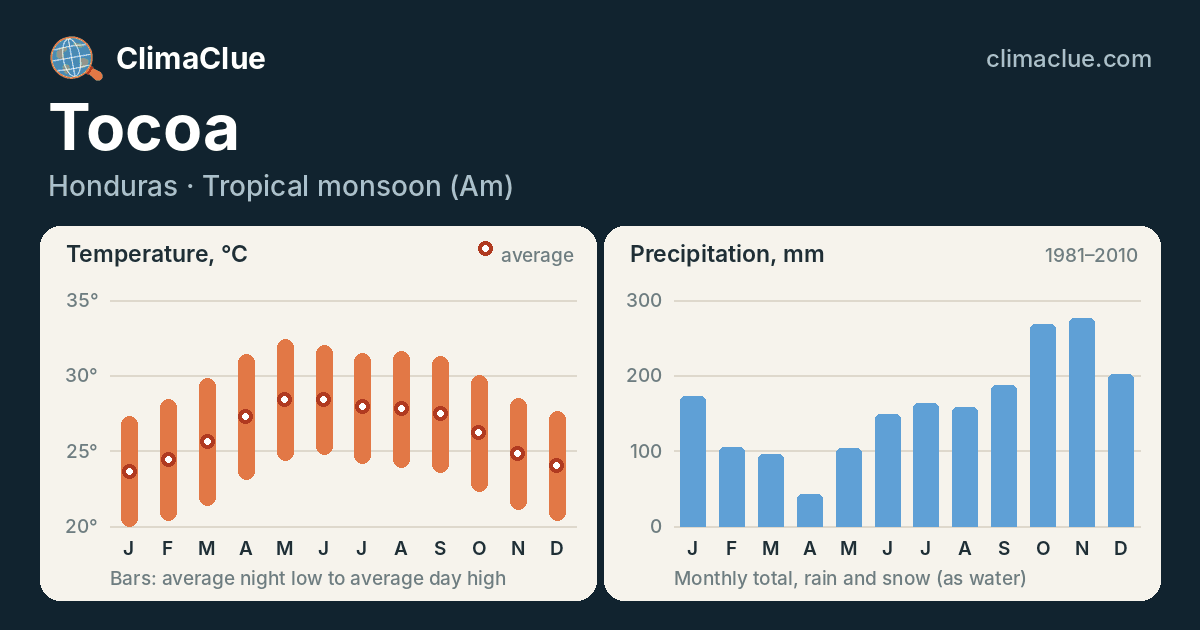 ClimaClue
climaclue.com
Tocoa
Honduras · Tropical monsoon (Am)
Temperature, °C
average
35°
30°
25°
20°
J F M A M J J A S O N D
Bars: average night low to average day high
Precipitation, mm
1981–2010
300
200
100
0
J F M A M J J A S O N D
Monthly total, rain and snow (as water)